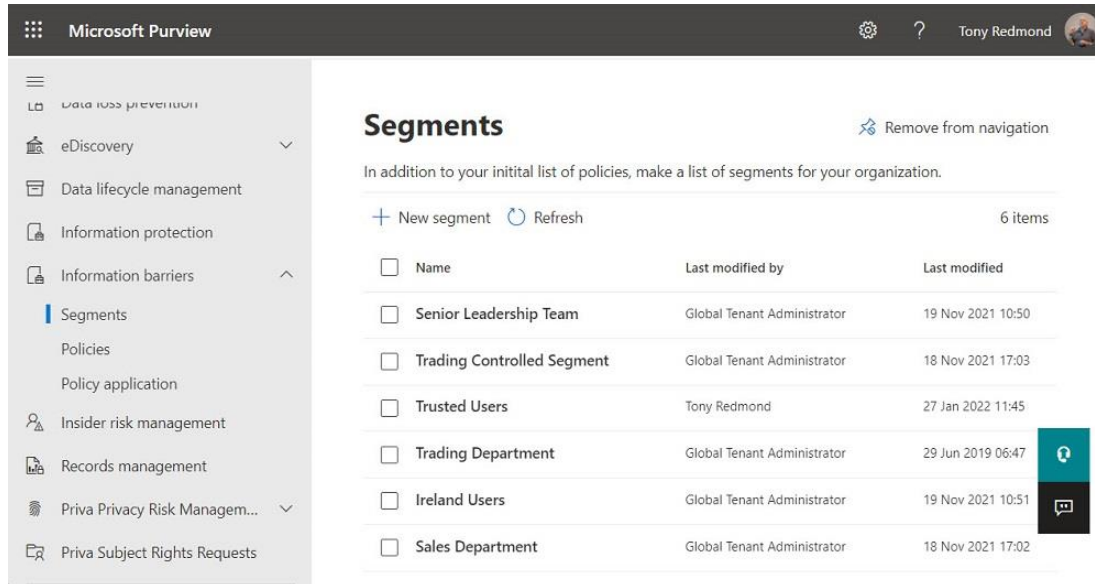 Microsoft Purview
? Tony Redmond
Data loss prevention
eDiscovery
Data lifecycle management
Information protection
Information barriers
Segments
Policies
Policy application
Insider risk management
Records management
Priva Privacy Risk Managem...
Priva Subject Rights Requests
Segments
Remove from navigation
In addition to your initital list of policies, make a list of segments for your organization.
New segment Refresh 6 items
Name Last modified by Last modified
Senior Leadership Team Global Tenant Administrator 19 Nov 2021 10:50
Trading Controlled Segment Global Tenant Administrator 18 Nov 2021 17:03
Trusted Users Tony Redmond 27 Jan 2022 11:45
Trading Department Global Tenant Administrator 29 Jun 2019 06:47
Ireland Users Global Tenant Administrator 19 Nov 2021 10:51
Sales Department Global Tenant Administrator 18 Nov 2021 17:02